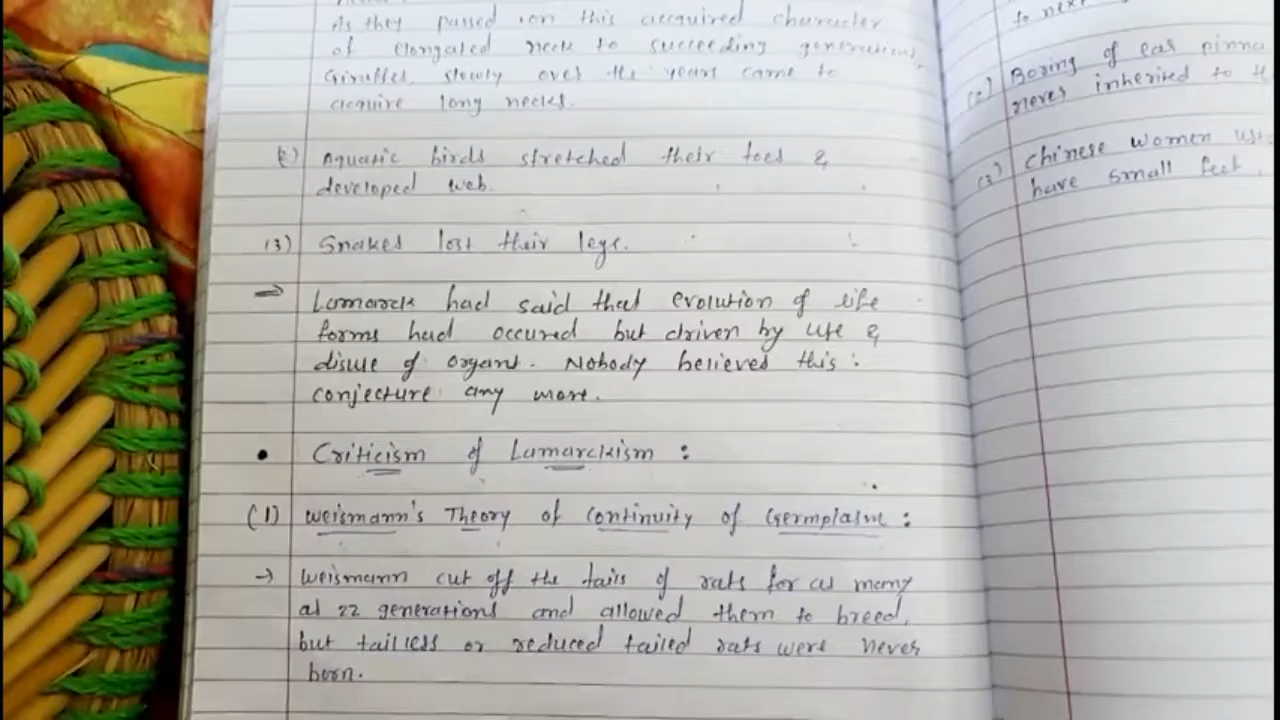 As they passed on this acquired character
of elongated neck to succeeding generations,
Giraffes, slowly over the years came to
acquire long necks.
Aquatic birds stretched their toes &
developed web.
(3) Snakes lost their legs.
→ Lamarck had said that evolution of life
forms had occured but driven by use &
disuse of organs. Nobody believes this
conjecture any more.
• Criticism of Lamarckism :
(1) Weismann's Theory of Continuity of Germplasm :
→ Weismann cut off the tails of rats for as many
as 22 generations and allowed them to breed,
but tailless or reduced tailed rats were never
born.
to next
(2) Boring of ear pinna
never inherited to
(3) Chinese women
have small feet.